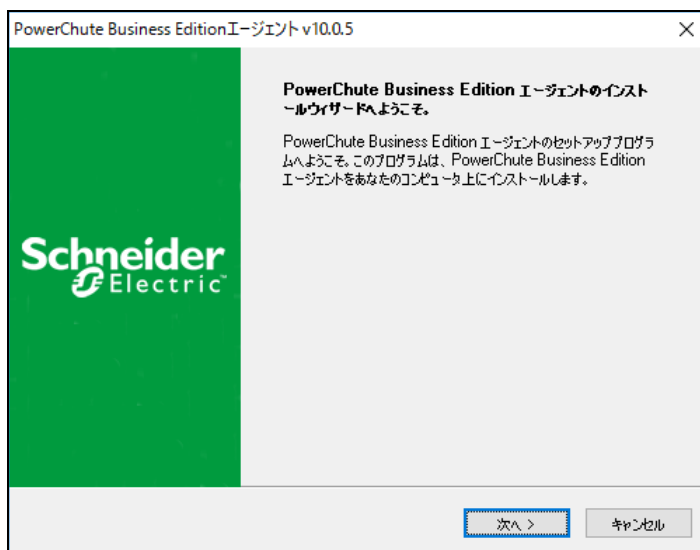 PowerChute Business Editionエージェント v10.0.5
PowerChute Business Edition エージェントのインスト
ールウィザードへようこそ。
PowerChute Business Edition エージェントのセットアッププログラ
ムへようこそ。このプログラムは、PowerChute Business Edition
エージェントをあなたのコンピュータ上にインストールします。
Schneider
Electric™
次へ >
キャンセル